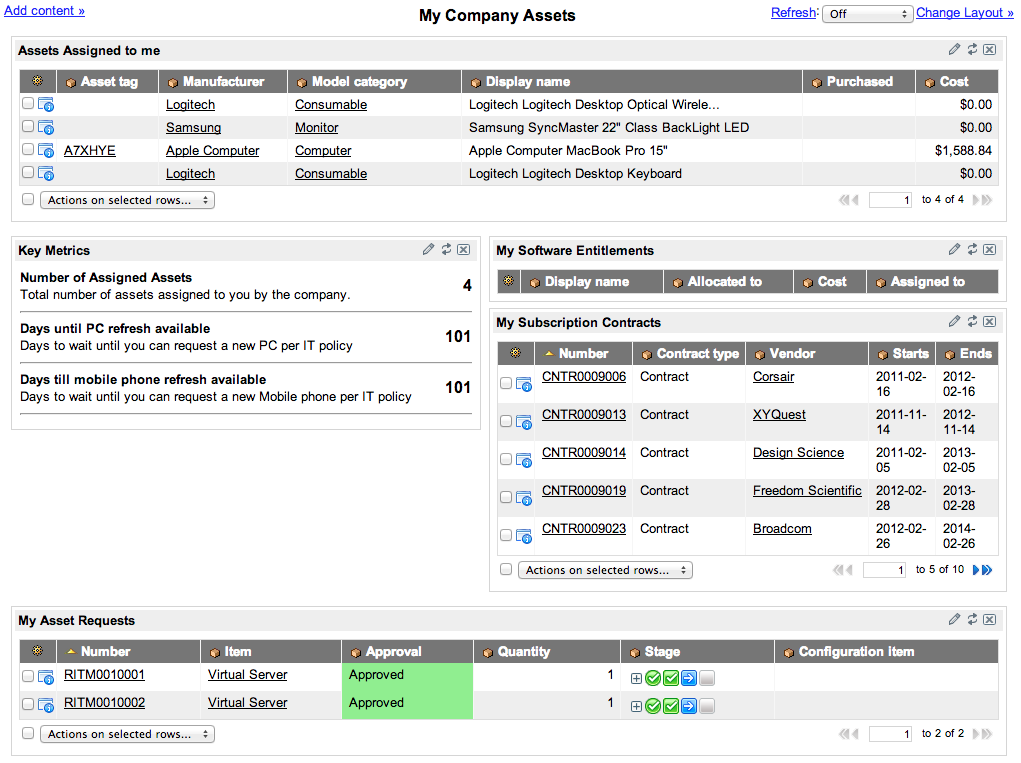 Add content »
My Company Assets
Refresh: Off Change Layout »
Assets Assigned to me
Asset tag Manufacturer Model category Display name Purchased Cost
Logitech Consumable Logitech Logitech Desktop Optical Wirele... $0.00
Samsung Monitor Samsung SyncMaster 22" Class BackLight LED $0.00
A7XHYE Apple Computer Computer Apple Computer MacBook Pro 15" $1,588.84
Logitech Consumable Logitech Logitech Desktop Keyboard $0.00
Actions on selected rows... 1 to 4 of 4
Key Metrics
Number of Assigned Assets
Total number of assets assigned to you by the company.
4
Days until PC refresh available
Days to wait until you can request a new PC per IT policy
101
Days till mobile phone refresh available
Days to wait until you can request a new Mobile phone per IT policy
101
My Software Entitlements
Display name Allocated to Cost Assigned to
My Subscription Contracts
Number Contract type Vendor Starts Ends
CNTR0009006 Contract Corsair 2011-02- 2012-
16 02-16
CNTR0009013 Contract XYQuest 2011-11- 2012-
14 11-14
CNTR0009014 Contract Design Science 2011-02- 2013-
05 02-05
CNTR0009019 Contract Freedom Scientific 2012-02- 2013-
28 02-28
CNTR0009023 Contract Broadcom 2012-02- 2014-
26 02-26
Actions on selected rows... 1 to 5 of 10
My Asset Requests
Number Item Approval Quantity Stage Configuration item
RITM0010001 Virtual Server Approved 1
RITM0010002 Virtual Server Approved 1
Actions on selected rows... 1 to 2 of 2